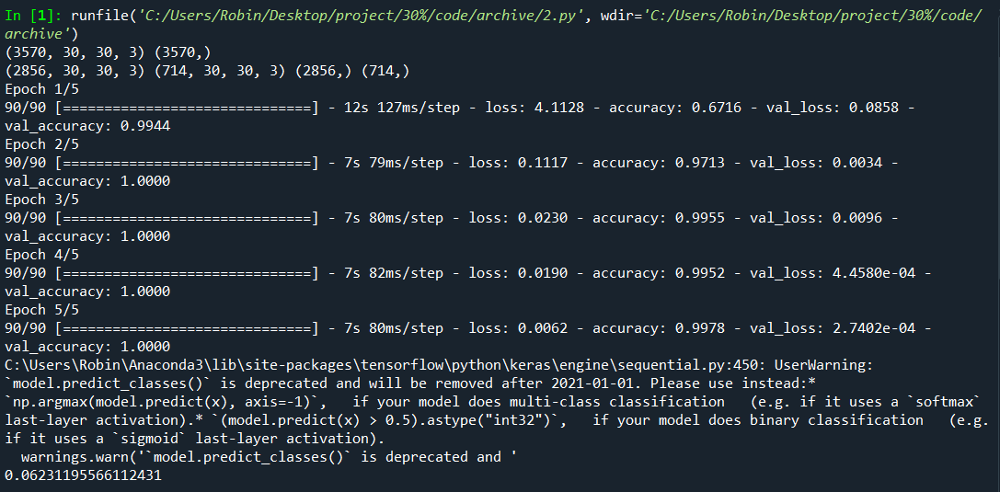 In [1]: runfile('C:/Users/Robin/Desktop/project/30%/code/archive/2.py', wdir='C:/Users/Robin/Desktop/project/30%/code/
archive')
(3570, 30, 30, 3) (3570,)
(2856, 30, 30, 3) (714, 30, 30, 3) (2856,) (714,)
Epoch 1/5
90/90 [==============================] - 12s 127ms/step - loss: 4.1128 - accuracy: 0.6716 - val_loss: 0.0858 -
val_accuracy: 0.9944
Epoch 2/5
90/90 [==============================] - 7s 79ms/step - loss: 0.1117 - accuracy: 0.9713 - val_loss: 0.0034 -
val_accuracy: 1.0000
Epoch 3/5
90/90 [==============================] - 7s 80ms/step - loss: 0.0230 - accuracy: 0.9955 - val_loss: 0.0096 -
val_accuracy: 1.0000
Epoch 4/5
90/90 [==============================] - 7s 82ms/step - loss: 0.0190 - accuracy: 0.9952 - val_loss: 4.4580e-04 -
val_accuracy: 1.0000
Epoch 5/5
90/90 [==============================] - 7s 80ms/step - loss: 0.0062 - accuracy: 0.9978 - val_loss: 2.7402e-04 -
val_accuracy: 1.0000
C:\Users\Robin\Anaconda3\lib\site-packages\tensorflow\python\keras\engine\sequential.py:450: UserWarning:
`model.predict_classes()` is deprecated and will be removed after 2021-01-01. Please use instead:*
`np.argmax(model.predict(x), axis=-1)`,   if your model does multi-class classification   (e.g. if it uses a `softmax`
last-layer activation).* `(model.predict(x) > 0.5).astype("int32")`,   if your model does binary classification   (e.g.
if it uses a `sigmoid` last-layer activation).
  warnings.warn('`model.predict_classes()` is deprecated and '
0.06231195566112431